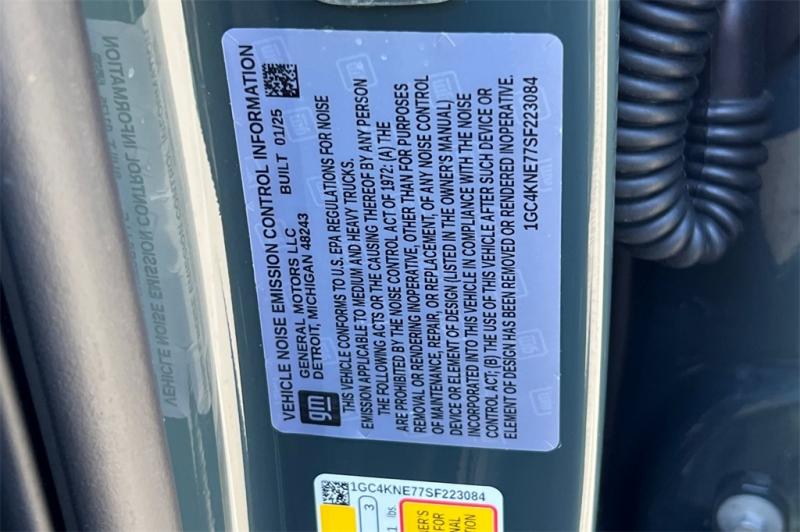 VEHICLE NOISE EMISSION CONTROL INFORMATION
GENERAL MOTORS LLC BUILT 01/25
DETROIT, MICHIGAN 48243
gm
THIS VEHICLE CONFORMS TO U.S. EPA REGULATIONS FOR NOISE
EMISSION APPLICABLE TO MEDIUM AND HEAVY TRUCKS.
THE FOLLOWING ACTS OR THE CAUSING THEREOF BY ANY PERSON
ARE PROHIBITED BY THE NOISE CONTROL ACT OF 1972: (A) THE
REMOVAL OR RENDERING INOPERATIVE, OTHER THAN FOR PURPOSES
OF MAINTENANCE, REPAIR, OR REPLACEMENT, OF ANY NOISE CONTROL
DEVICE OR ELEMENT OF DESIGN (LISTED IN THE OWNER'S MANUAL)
INCORPORATED INTO THIS VEHICLE IN COMPLIANCE WITH THE NOISE
CONTROL ACT; (B) THE USE OF THIS VEHICLE AFTER SUCH DEVICE OR
ELEMENT OF DESIGN HAS BEEN REMOVED OR RENDERED INOPERATIVE.
1GC4KNE77SF223084
1GC4KNE77SF223084
3
lbs.
FOR